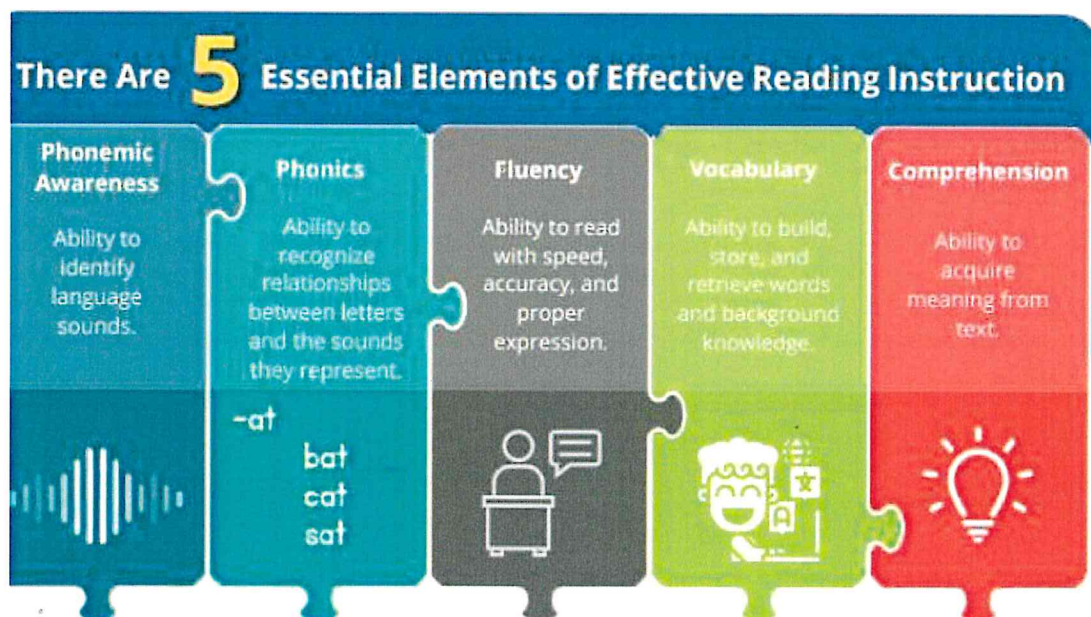 There Are 5 Essential Elements of Effective Reading Instruction
Phonemic
Awareness
Ability to
identify
language
sounds.
Phonics
Ability to
recognize
relationships
between letters
and the sounds
they represent.
-at
bat
cat
sat
Fluency
Ability to read
with speed,
accuracy, and
proper
expression.
Vocabulary
Ability to build,
store, and
retrieve words
and background
knowledge.
A
Comprehension
Ability to
acquire
meaning from
text.